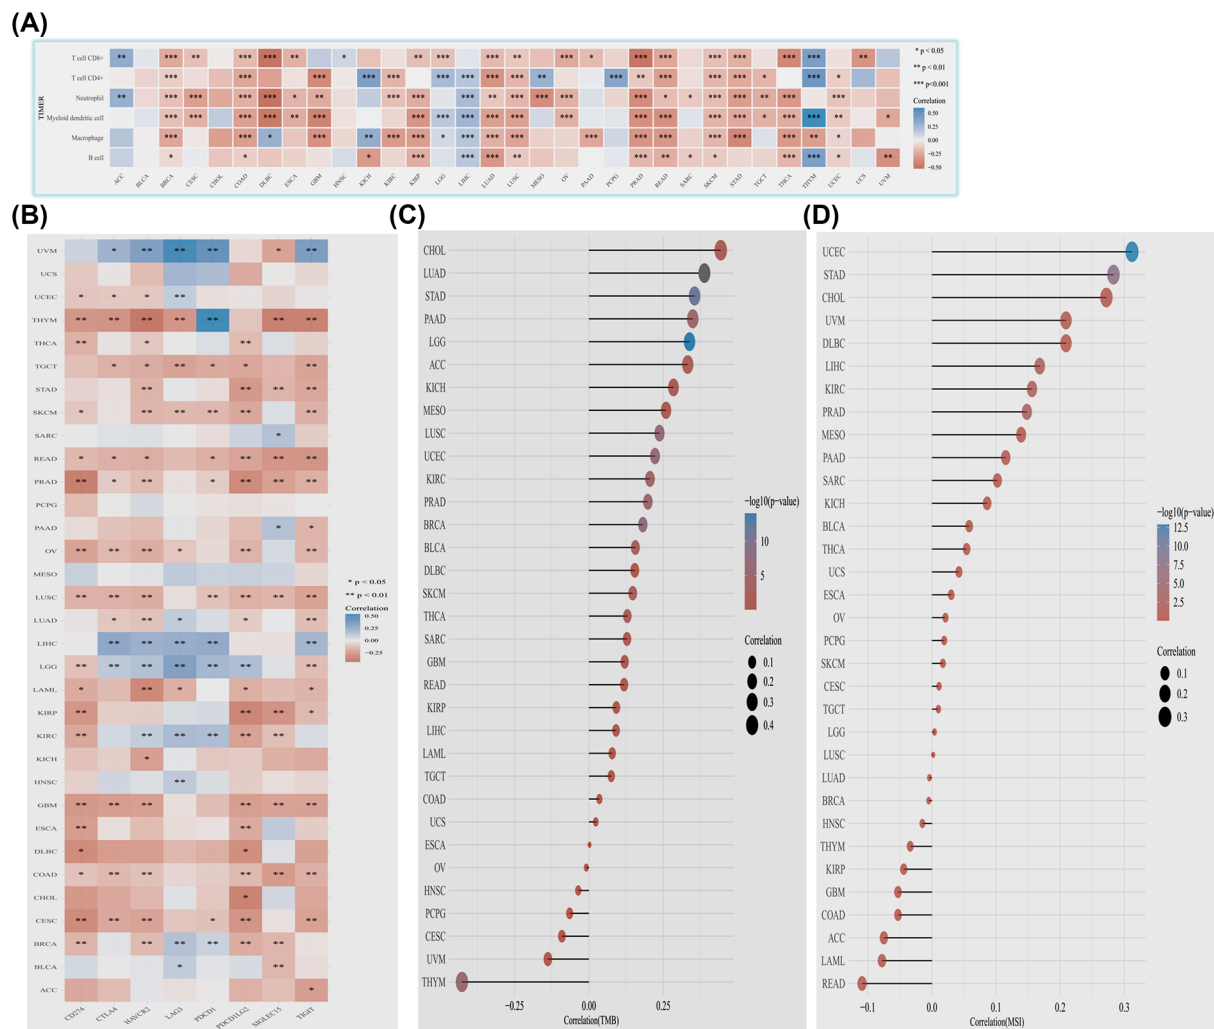 (A)
TIMER
T cell CD8+ ** *** *** *** *** ** * ** *** *** *** *** * *** *** *** *** *** *** **
T cell CD4+ *** *** *** *** *** *** *** *** *** ** *** ** *** *** *** * *** *
Neutrophil ** *** *** *** *** * ** *** *** *** ** *** *** *** *** * * *** *** ** *** ***
Myeloid dendritic cell *** *** *** *** ** *** *** *** *** *** *** ** *** *** *** *** * *** *** ** *
Macrophage *** *** * *** ** *** *** * *** *** *** *** *** *** *** *** *** ** *
B cell * * * *** *** *** ** *** *** * * *** *** * **
ACC BLCA BRCA CESC CHOL COAD DLBC ESCA GBM HNSC KICH KIRC KIRP LGG LIHC LUAD LUSC MESO OV PAAD PCPG PRAD READ SARC SKCM STAD TGCT THCA THYM UCEC UCS UVM
* p < 0.05
** p < 0.01
*** p<0.001
Correlation
0.50
0.25
0.00
−0.25
−0.50
(B)
UVM * ** ** ** * **
UCS
UCEC * * * **
THYM ** ** ** ** ** ** **
THCA ** * **
TGCT * * ** * * **
STAD ** ** ** **
SKCM * ** ** ** ** **
SARC *
READ * * * * ** ** **
PRAD ** * ** * ** ** **
PCPG
PAAD * *
OV ** ** ** * ** **
MESO
LUSC ** ** ** ** ** ** **
LUAD * ** * * **
LIHC ** ** ** ** **
LGG ** ** ** ** ** ** **
LAML * ** * * *
KIRP ** ** ** *
KIRC ** ** ** ** ** **
KICH *
HNSC **
GBM ** ** ** ** ** **
ESCA ** **
DLBC * *
COAD * ** ** ** ** **
CHOL *
CESC ** ** ** * ** **
BRCA ** ** ** ** ** **
BLCA * **
ACC *
CD274 CTLA4 HAVCR2 LAG3 PDCD1 PDCD1LG2 SIGLEC15 TIGIT
* p < 0.05
** p < 0.01
Correlation
0.50
0.25
0.00
−0.25
(C)
CHOL
LUAD
STAD
PAAD
LGG
ACC
KICH
MESO
LUSC
UCEC
KIRC
PRAD
BRCA
BLCA
DLBC
SKCM
THCA
SARC
GBM
READ
KIRP
LIHC
LAML
TGCT
COAD
UCS
ESCA
OV
HNSC
PCPG
CESC
UVM
THYM
−0.25 0.00 0.25
Correlation(TMB)
−log10(p−value)
10
5
Correlation
0.1
0.2
0.3
0.4
(D)
UCEC
STAD
CHOL
UVM
DLBC
LIHC
KIRC
PRAD
MESO
PAAD
SARC
KICH
BLCA
THCA
UCS
ESCA
OV
PCPG
SKCM
CESC
TGCT
LGG
LUSC
LUAD
BRCA
HNSC
THYM
KIRP
GBM
COAD
ACC
LAML
READ
−0.1 0.0 0.1 0.2 0.3
Correlation(MSI)
−log10(p−value)
12.5
10.0
7.5
5.0
2.5
Correlation
0.1
0.2
0.3